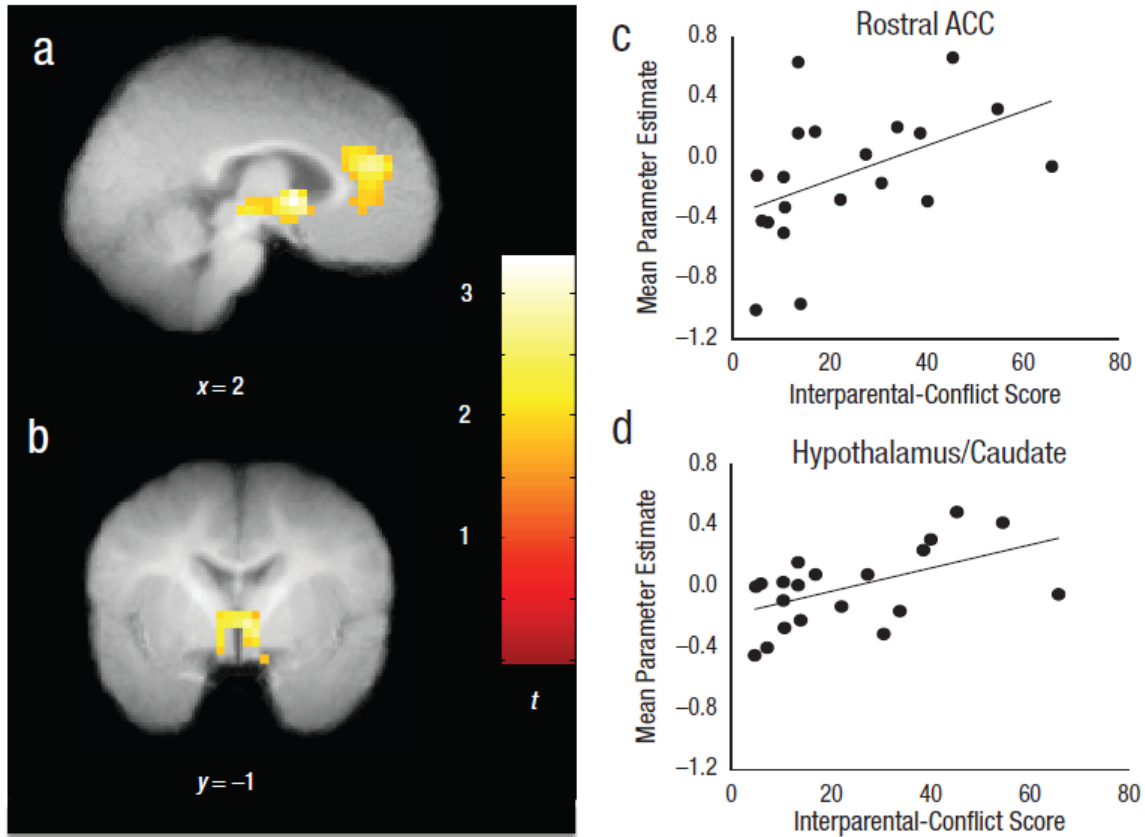 a
x = 2
b
y = –1
3
2
1
t
c
Rostral ACC
Mean Parameter Estimate
0.8
0.4
0.0
–0.4
–0.8
–1.2
0 20 40 60 80
Interparental-Conflict Score
d
Hypothalamus/Caudate
Mean Parameter Estimate
0.8
0.4
0.0
–0.4
–0.8
–1.2
0 20 40 60 80
Interparental-Conflict Score